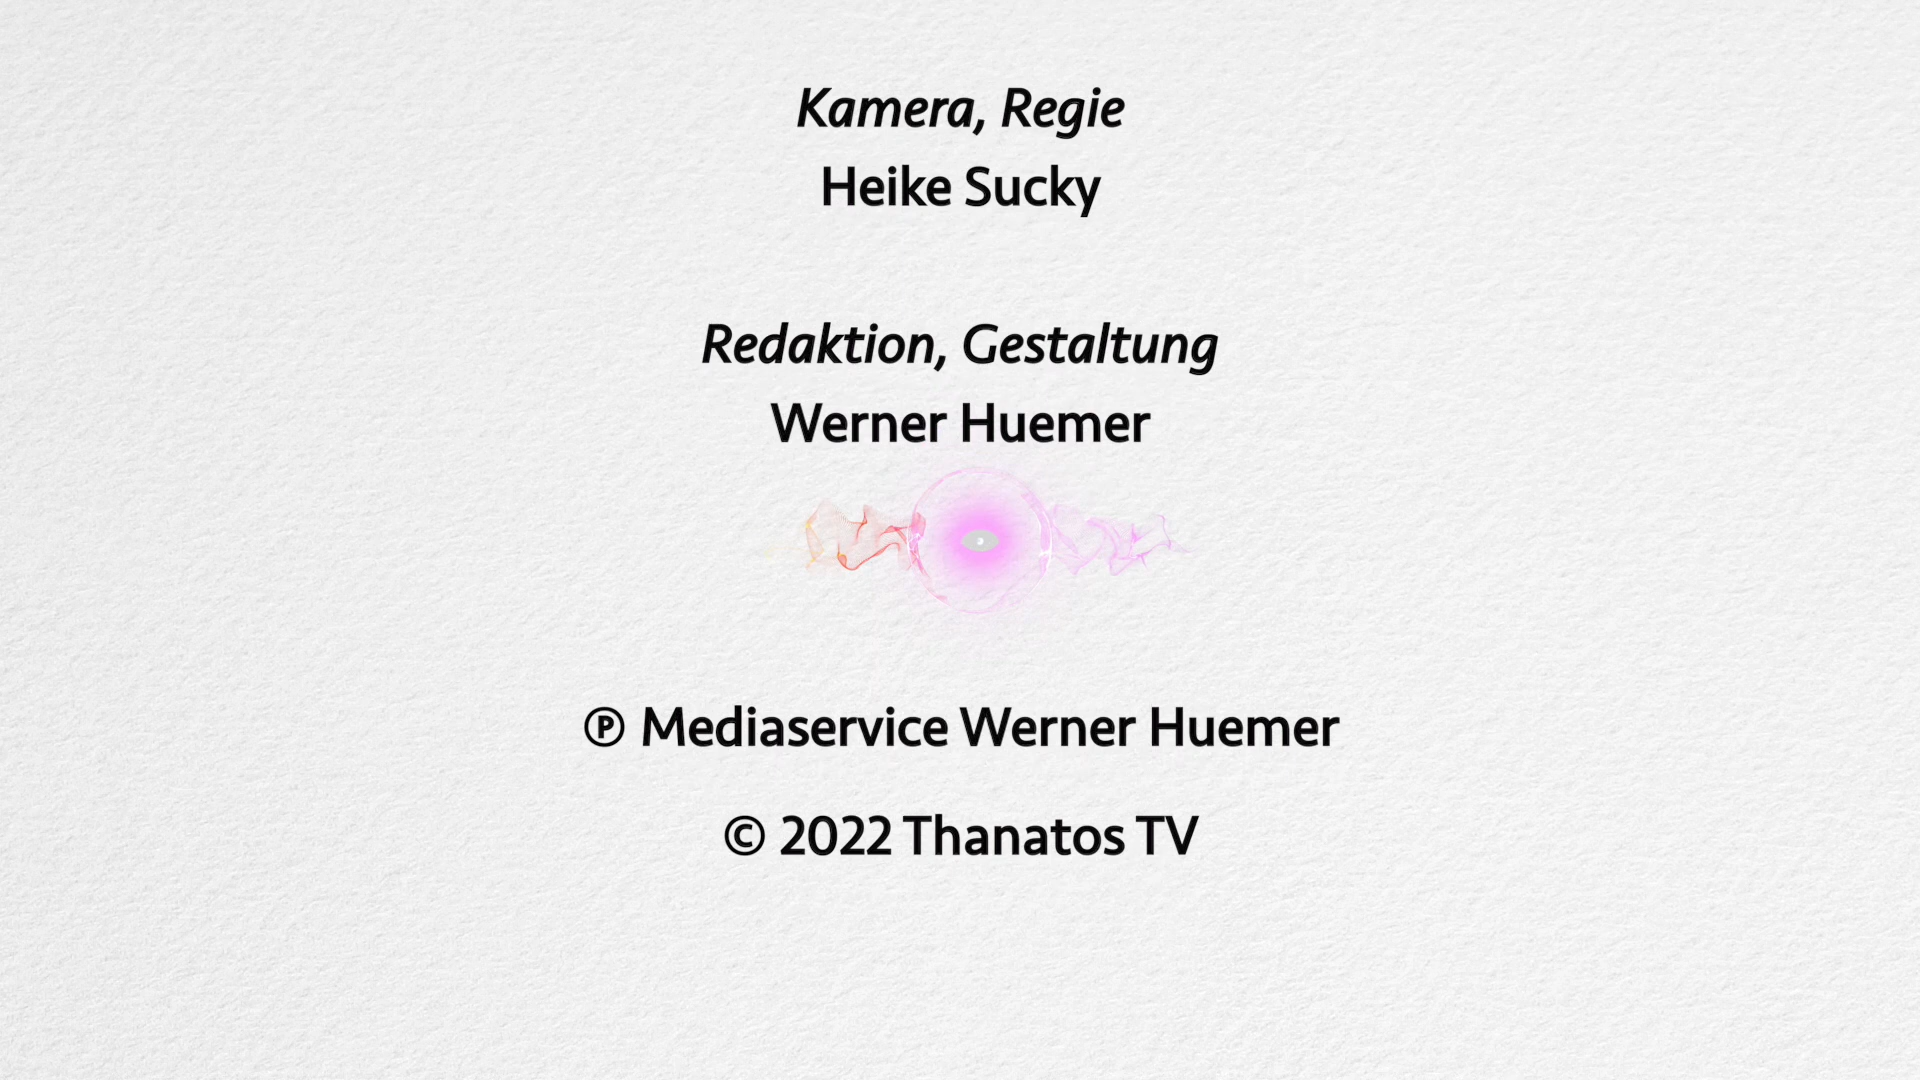 Kamera, Regie
Heike Sucky
Redaktion, Gestaltung
Werner Huemer
℗ Mediaservice Werner Huemer
© 2022 Thanatos TV